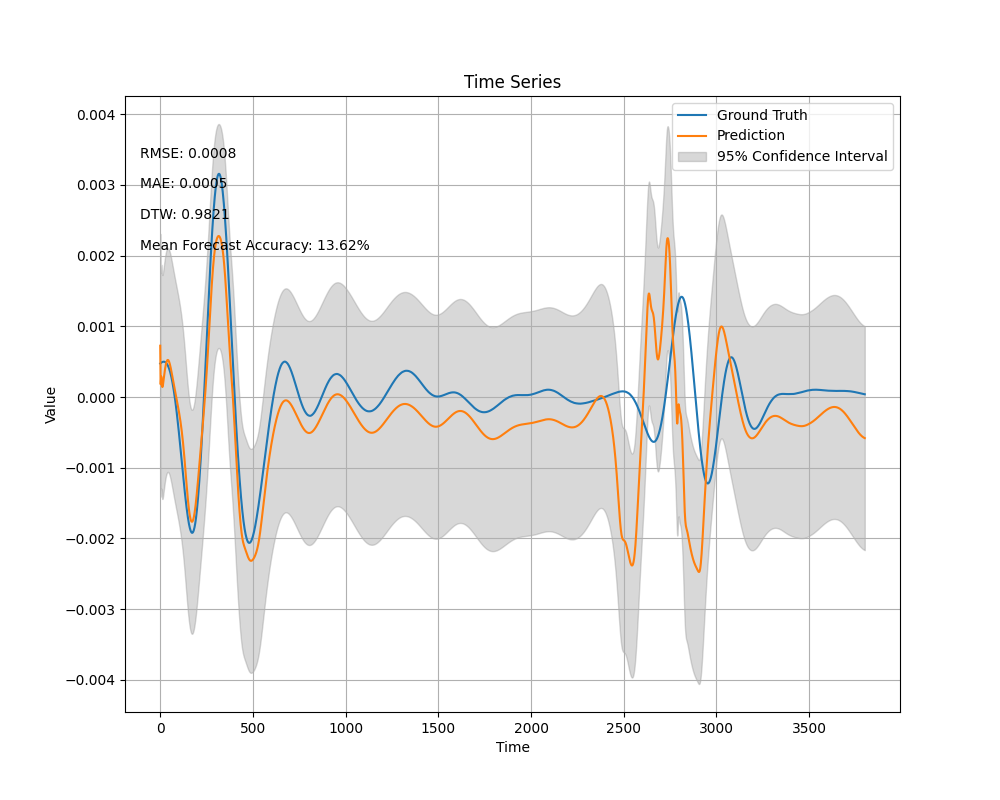 Time Series
Ground Truth
Prediction
95% Confidence Interval
RMSE: 0.0008
MAE: 0.0005
DTW: 0.9821
Mean Forecast Accuracy: 13.62%
Value
0.004
0.003
0.002
0.001
0.000
−0.001
−0.002
−0.003
−0.004
0 500 1000 1500 2000 2500 3000 3500
Time